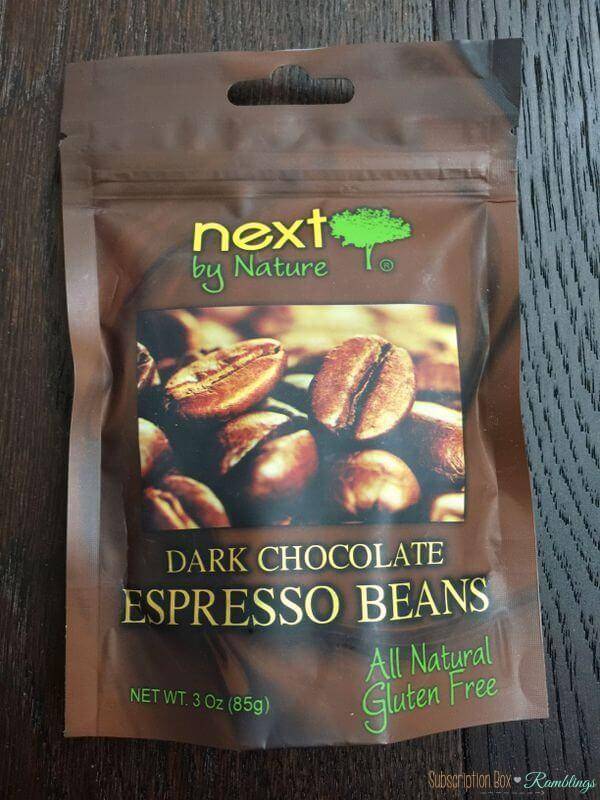 next
by Nature
®
DARK CHOCOLATE
ESPRESSO BEANS
All Natural
Gluten Free
NET WT. 3 Oz (85g)
Subscription Box ♥ Ramblings